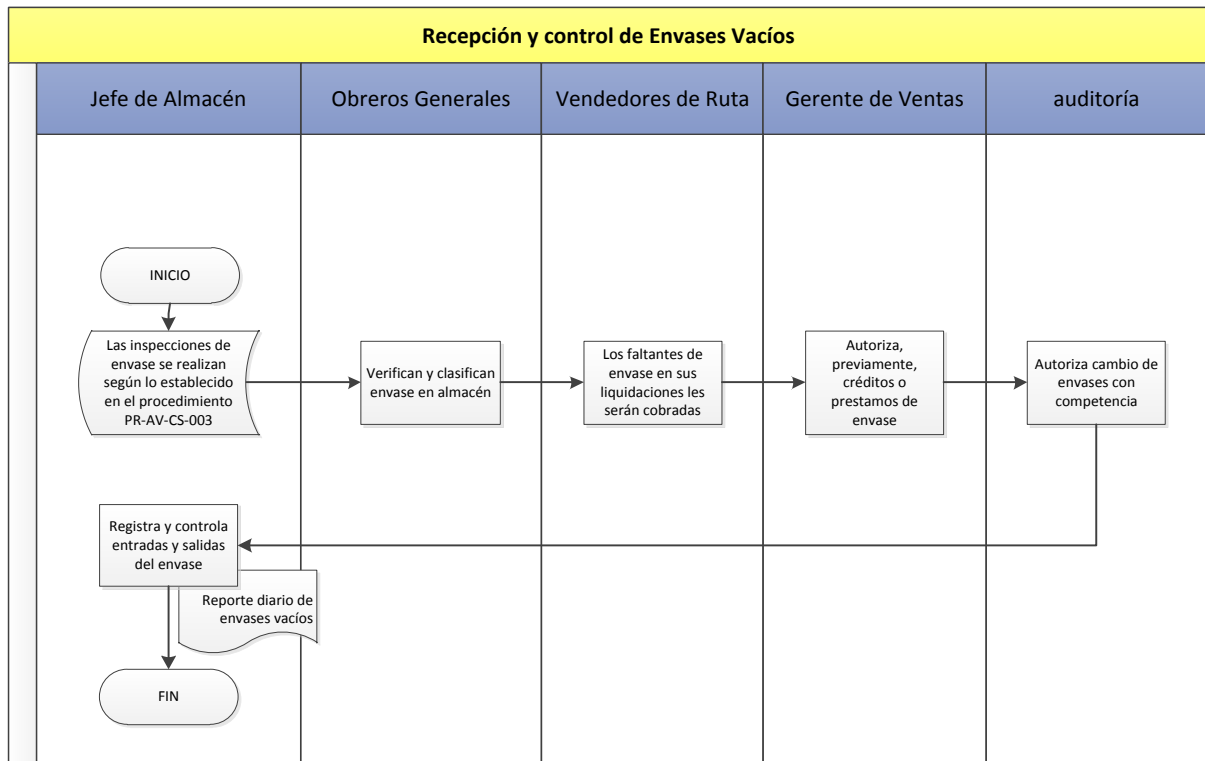 Recepción y control de Envases Vacíos
Jefe de Almacén
Obreros Generales
Vendedores de Ruta
Gerente de Ventas
auditoría
INICIO
Las inspecciones de
envase se realizan
según lo establecido
en el procedimiento
PR-AV-CS-003
Verifican y clasifican
envase en almacén
Los faltantes de
envase en sus
liquidaciones les
serán cobradas
Autoriza,
previamente,
créditos o
prestamos de
envase
Autoriza cambio de
envases con
competencia
Registra y controla
entradas y salidas
del envase
Reporte diario de
envases vacíos
FIN